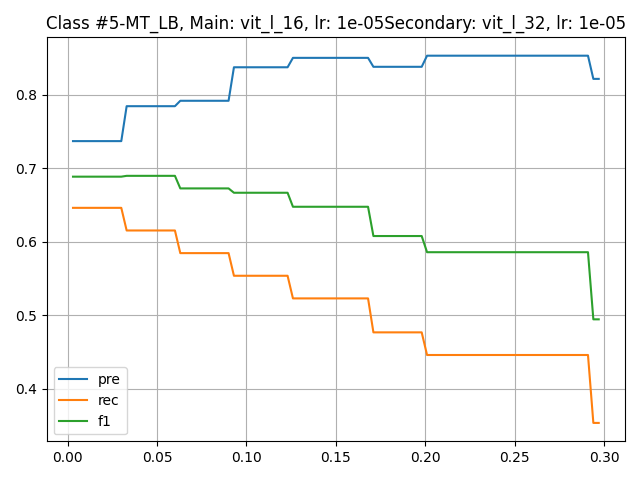 Class #5-MT_LB, Main: vit_l_16, lr: 1e-05Secondary: vit_l_32, lr: 1e-05
0.8
0.7
0.6
0.5
0.4
pre
rec
f1
0.00 0.05 0.10 0.15 0.20 0.25 0.30